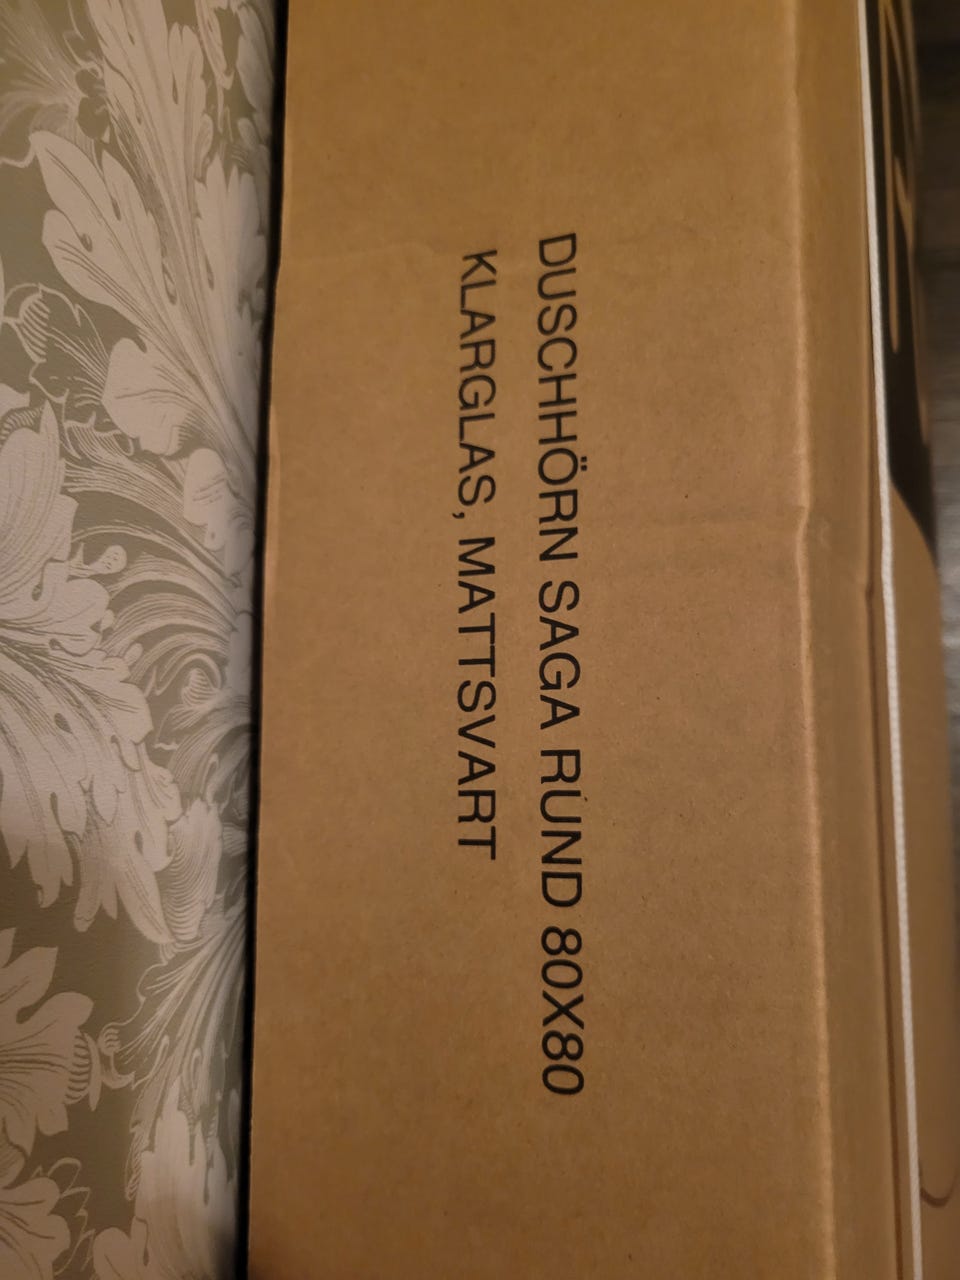 DUSCHHÖRN SAGA RUND 80X80
KLARGLAS, MATTSVART